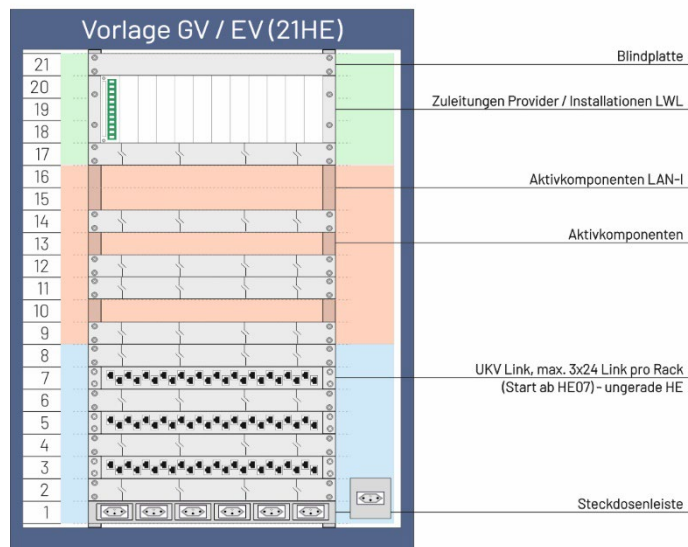 Vorlage GV / EV (21HE)
21
20
19
18
17
16
15
14
13
12
11
10
9
8
7
6
5
4
3
2
1
Blindplatte
Zuleitungen Provider / Installationen LWL
Aktivkomponenten LAN-I
Aktivkomponenten
UKV Link, max. 3x24 Link pro Rack
(Start ab HE07) - ungerade HE
Steckdosenleiste